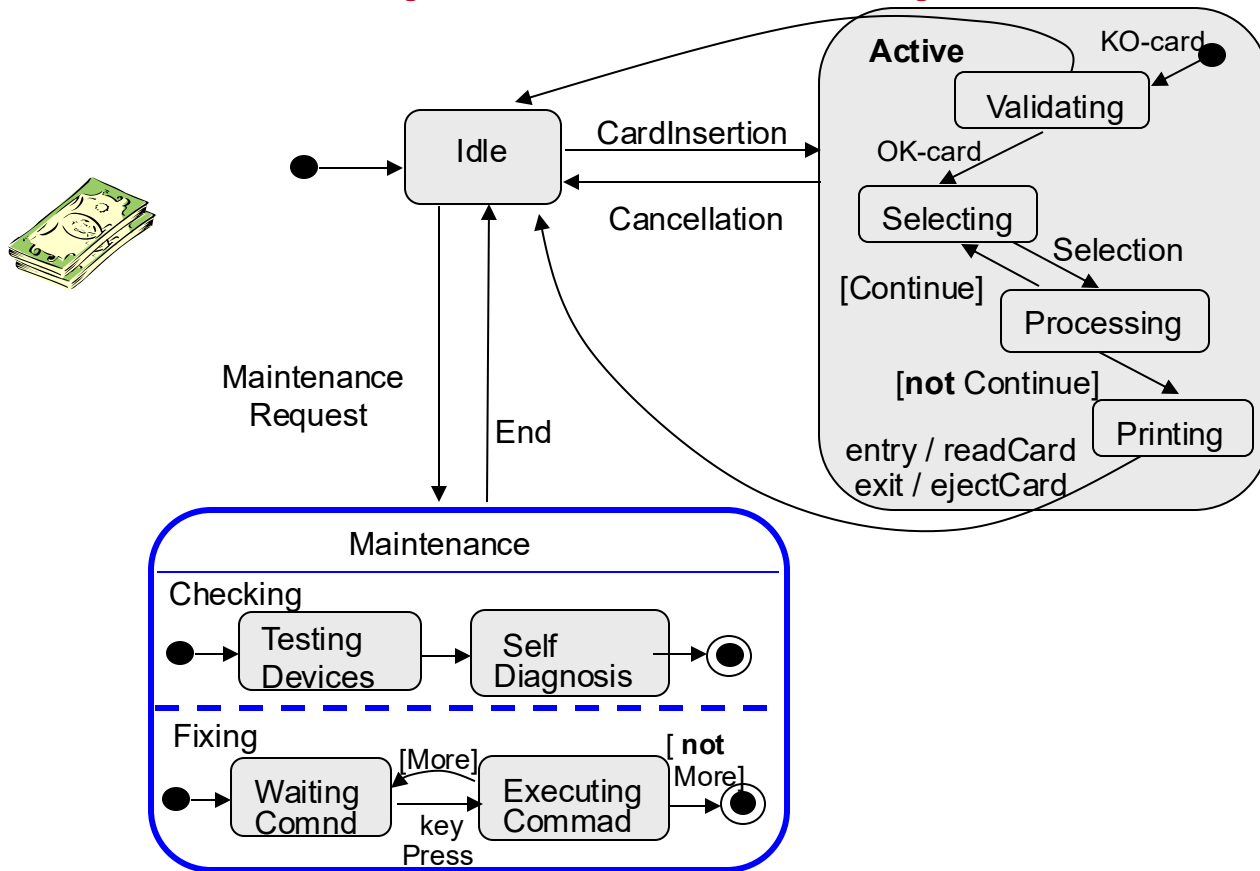 Active
KO-card
Validating
Idle
CardInsertion
OK-card
Cancellation
Selecting
Selection
[Continue]
Processing
Maintenance
Request
[not Continue]
End
Printing
entry / readCard
exit / ejectCard
Maintenance
Checking
Testing
Devices
Self
Diagnosis
Fixing
[More]
[ not
More]
Waiting
Comnd
Executing
Commad
key
Press